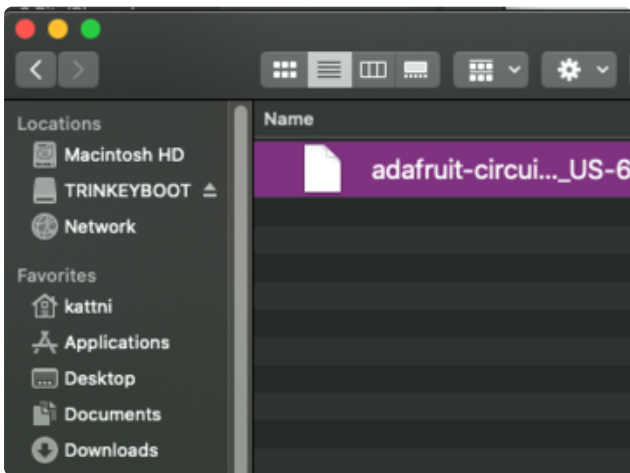 Name
adafruit-circui..._US-6
Locations
Macintosh HD
TRINKEYBOOT
Network
Favorites
kattni
Applications
Desktop
Documents
Downloads